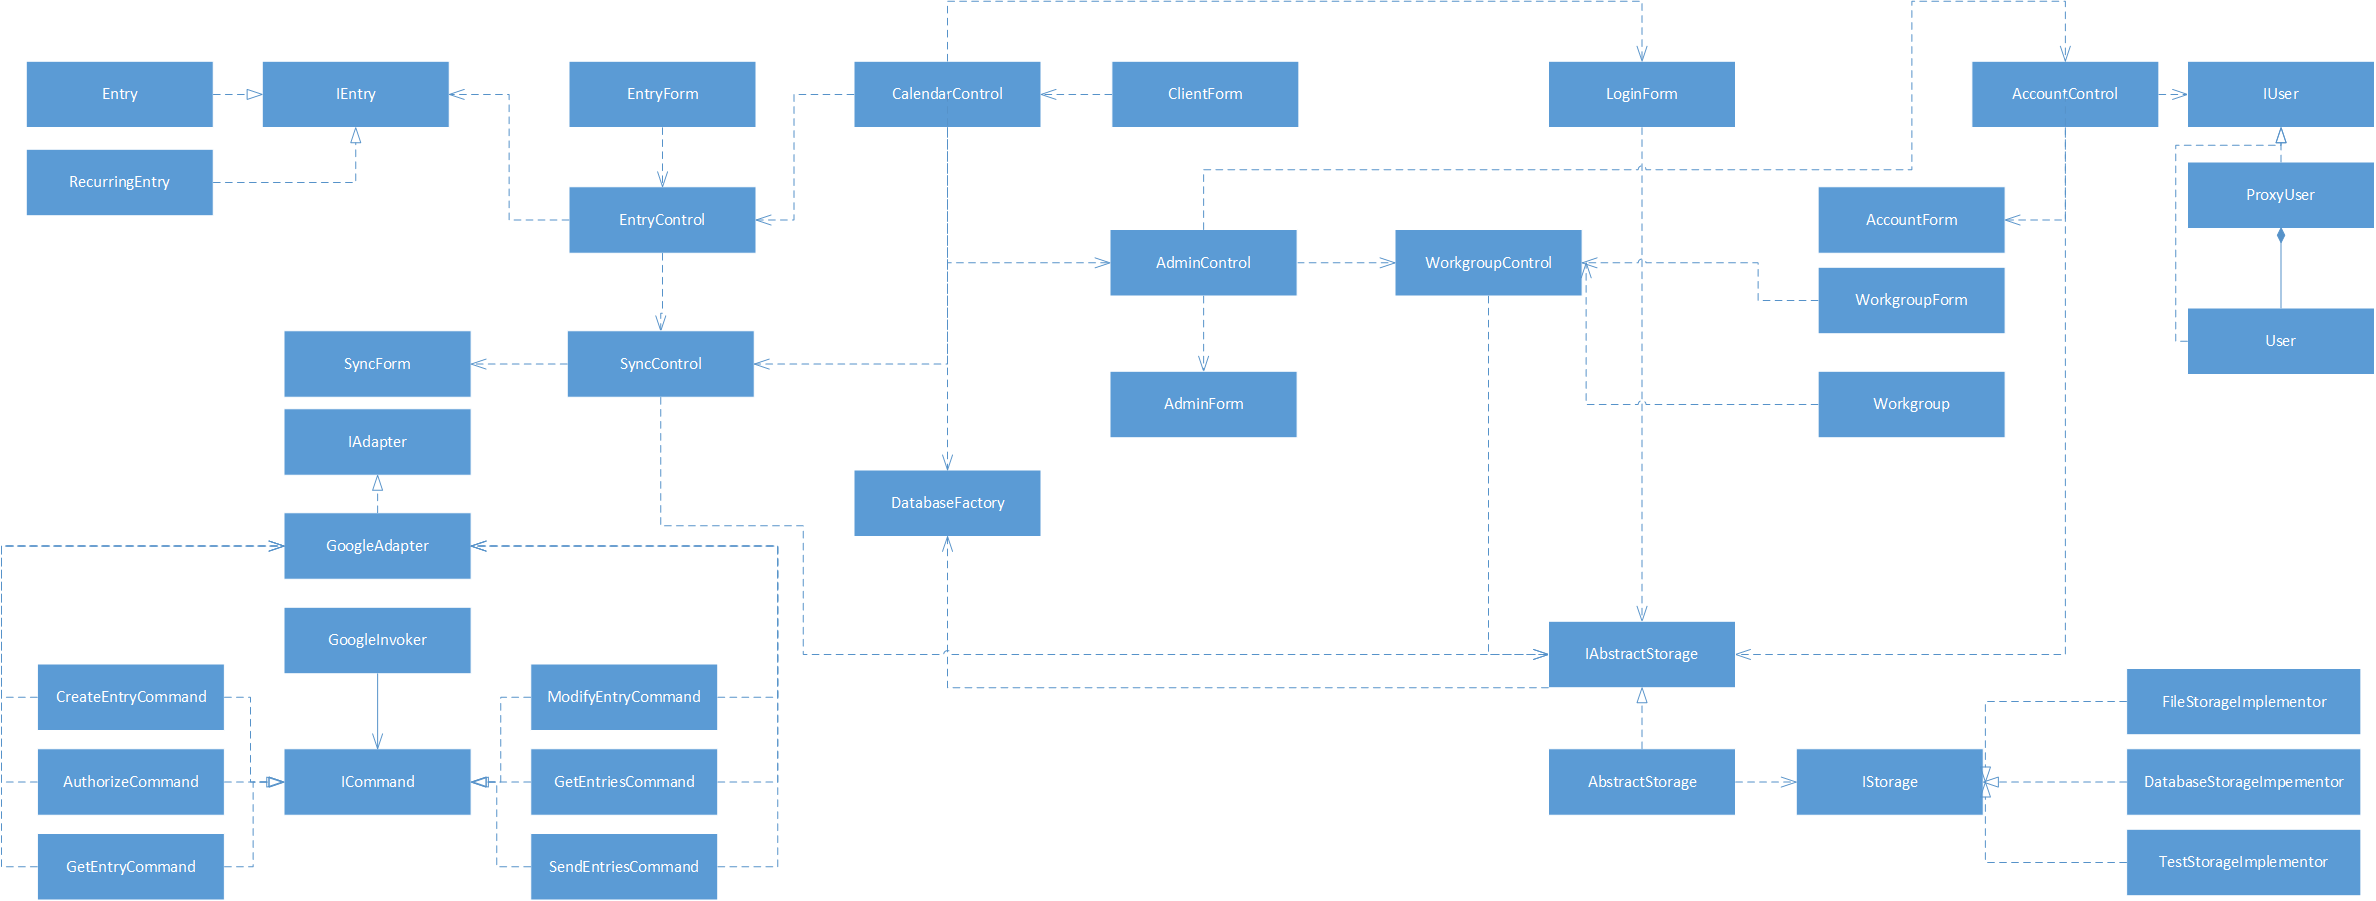 Entry
IEntry
EntryForm
CalendarControl
ClientForm
LoginForm
AccountControl
IUser
RecurringEntry
ProxyUser
EntryControl
AccountForm
AdminControl
WorkgroupControl
WorkgroupForm
User
SyncForm
SyncControl
AdminForm
Workgroup
IAdapter
DatabaseFactory
GoogleAdapter
GoogleInvoker
IAbstractStorage
CreateEntryCommand
ModifyEntryCommand
FileStorageImplementor
AuthorizeCommand
ICommand
GetEntriesCommand
AbstractStorage
IStorage
DatabaseStorageImpementor
GetEntryCommand
SendEntriesCommand
TestStorageImplementor